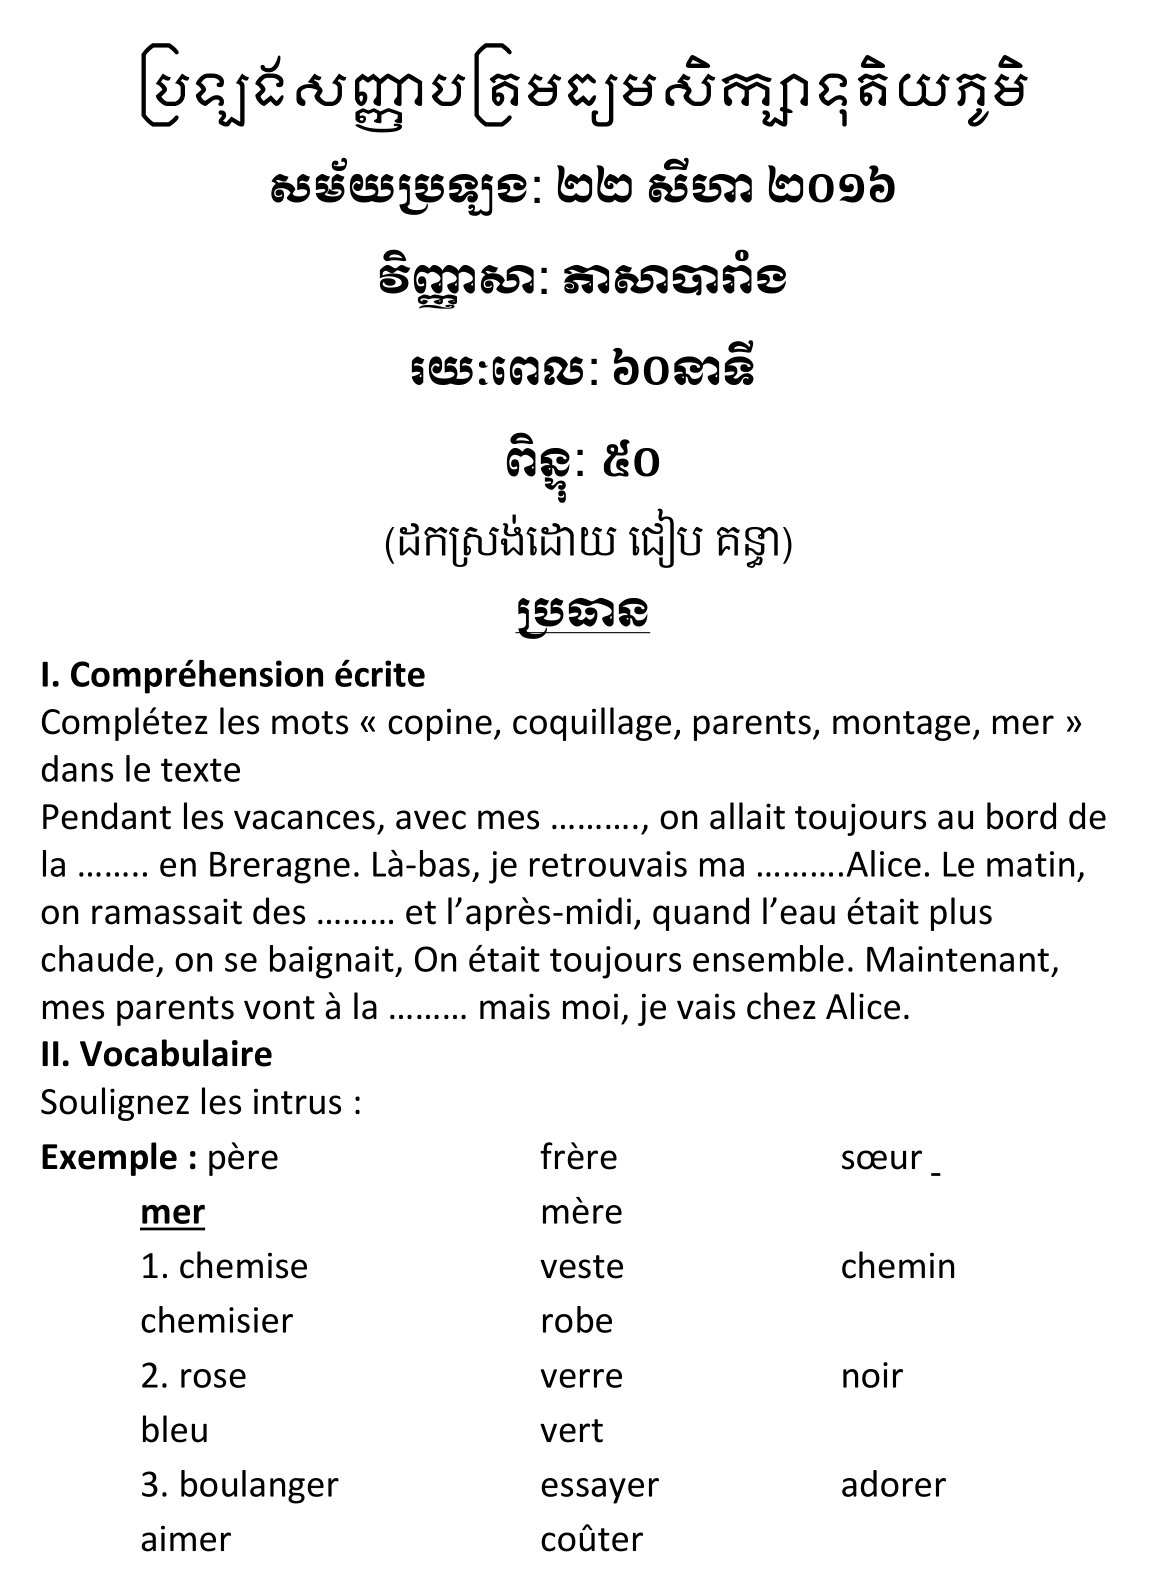 ប្រឡងសញ្ញាបត្រមធ្យមសិក្សាទុតិយភូមិ
សម័យប្រឡង: ២២ សីហា ២០១៦
វិញ្ញាសា: ភាសាបារាំង
រយៈពេល: ៦០នាទី
ពិន្ទុ: ៥០
(ដកស្រង់ដោយ ជៀប គន្ធា)
ប្រធាន
I. Compréhension écrite
Complétez les mots « copine, coquillage, parents, montage, mer »
dans le texte
Pendant les vacances, avec mes ………., on allait toujours au bord de
la …….. en Breragne. Là-bas, je retrouvais ma ……….Alice. Le matin,
on ramassait des ……… et l’après-midi, quand l’eau était plus
chaude, on se baignait, On était toujours ensemble. Maintenant,
mes parents vont à la ……… mais moi, je vais chez Alice.
II. Vocabulaire
Soulignez les intrus :
Exemple : père frère sœur
mer mère
1. chemise veste chemin
chemisier robe
2. rose verre noir
bleu vert
3. boulanger essayer adorer
aimer coûter